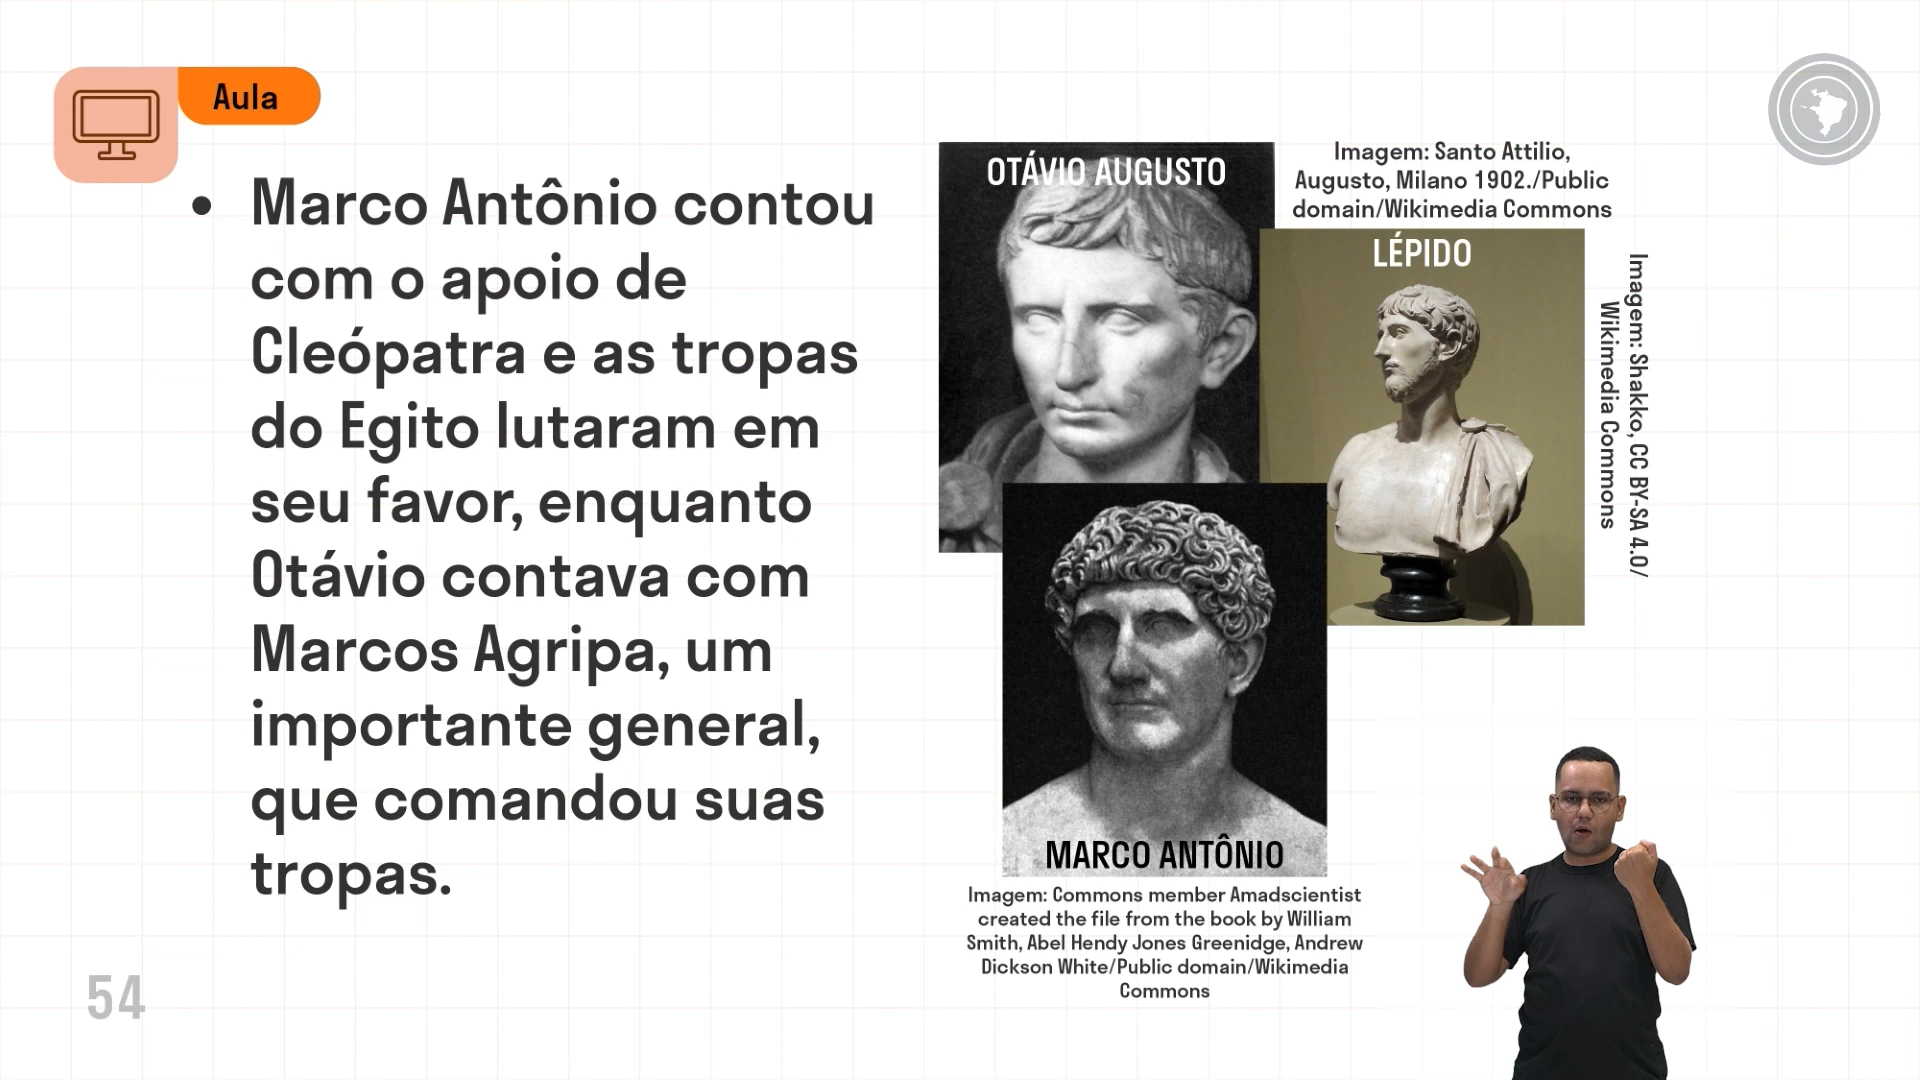 Aula
• Marco Antônio contou
com o apoio de
Cleópatra e as tropas
do Egito lutaram em
seu favor, enquanto
Otávio contava com
Marcos Agripa, um
importante general,
que comandou suas
tropas.
OTÁVIO AUGUSTO
Imagem: Santo Attilio,
Augusto, Milano 1902./Public
domain/Wikimedia Commons
LÉPIDO
Imagem: Shakko, CC BY-SA 4.0/
Wikimedia Commons
MARCO ANTÔNIO
Imagem: Commons member Amadscientist
created the file from the book by William
Smith, Abel Hendy Jones Greenidge, Andrew
Dickson White/Public domain/Wikimedia
Commons
54